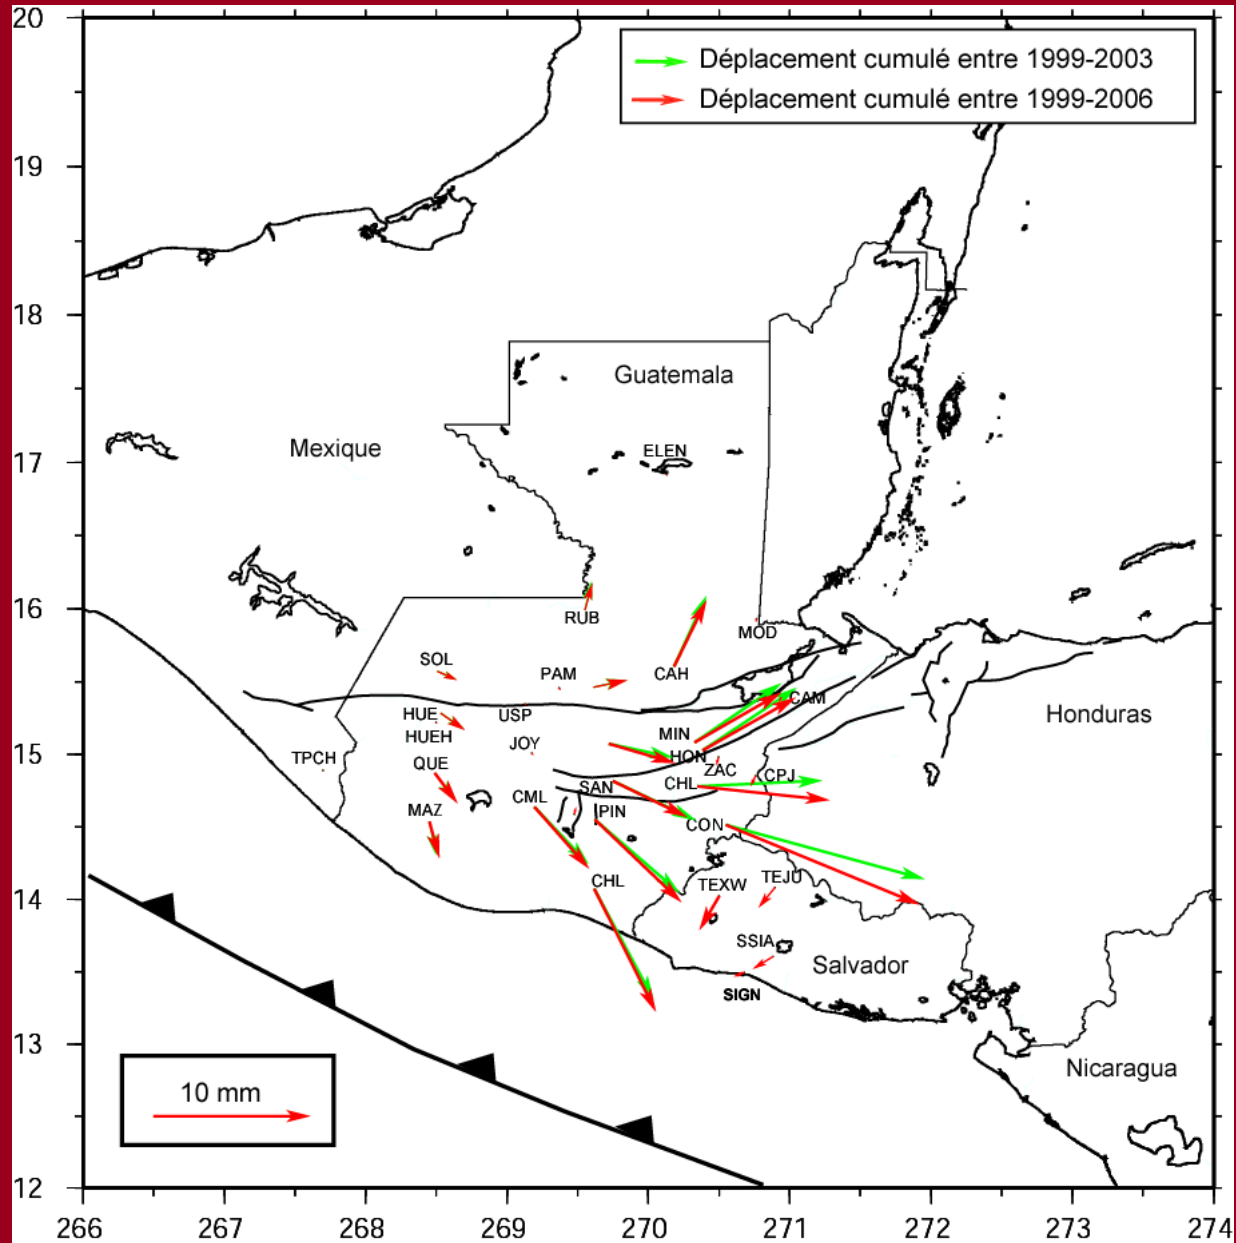 20
Déplacement cumulé entre 1999-2003
Déplacement cumulé entre 1999-2006
19
18
Guatemala
Mexique
ELEN
17
16
RUB
MOD
SOL
PAM
CAH
CAM
HUE
USP
Honduras
MIN
HUEH
JOY
HON
TPCH
QUE
ZAC
CPJ
15
SAN
CHL
CML
MAZ
PIN
CON
CHL
TEXW
TEJU
14
SSIA
Salvador
SIGN
13
Nicaragua
10 mm
12
266 267 268 269 270 271 272 273 274